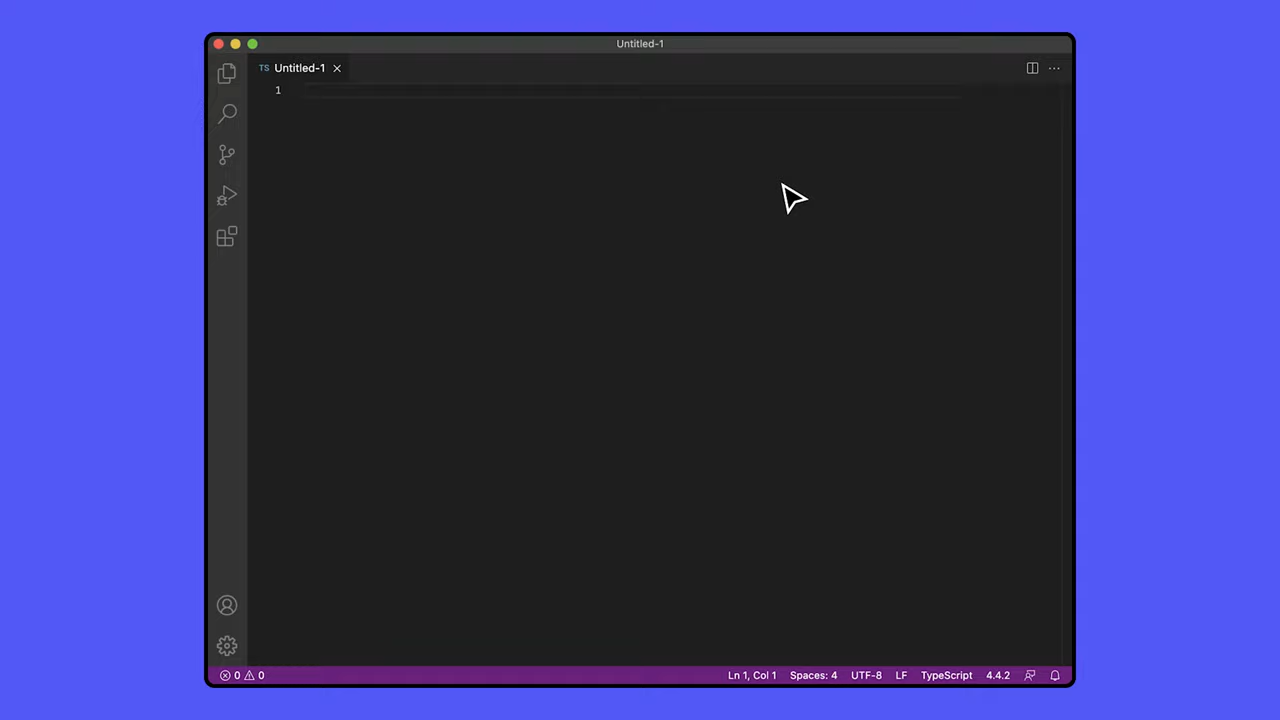 Untitled-1
TS Untitled-1
1
0 0
Ln 1, Col 1 Spaces: 4 UTF-8 LF TypeScript 4.4.2